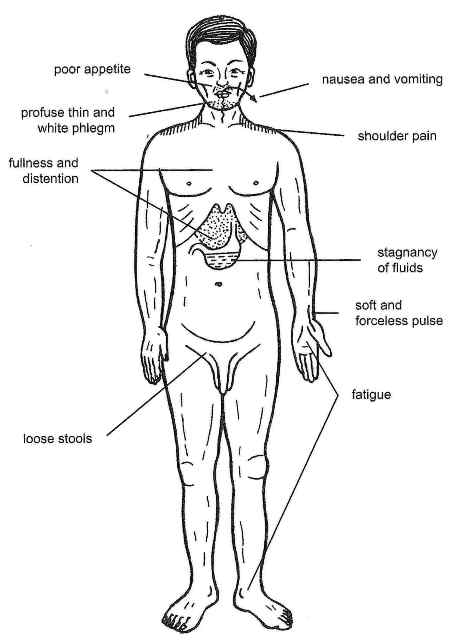 poor appetite
nausea and vomiting
profuse thin and
white phlegm
shoulder pain
fullness and
distention
stagnancy
of fluids
soft and
forceless pulse
fatigue
loose stools